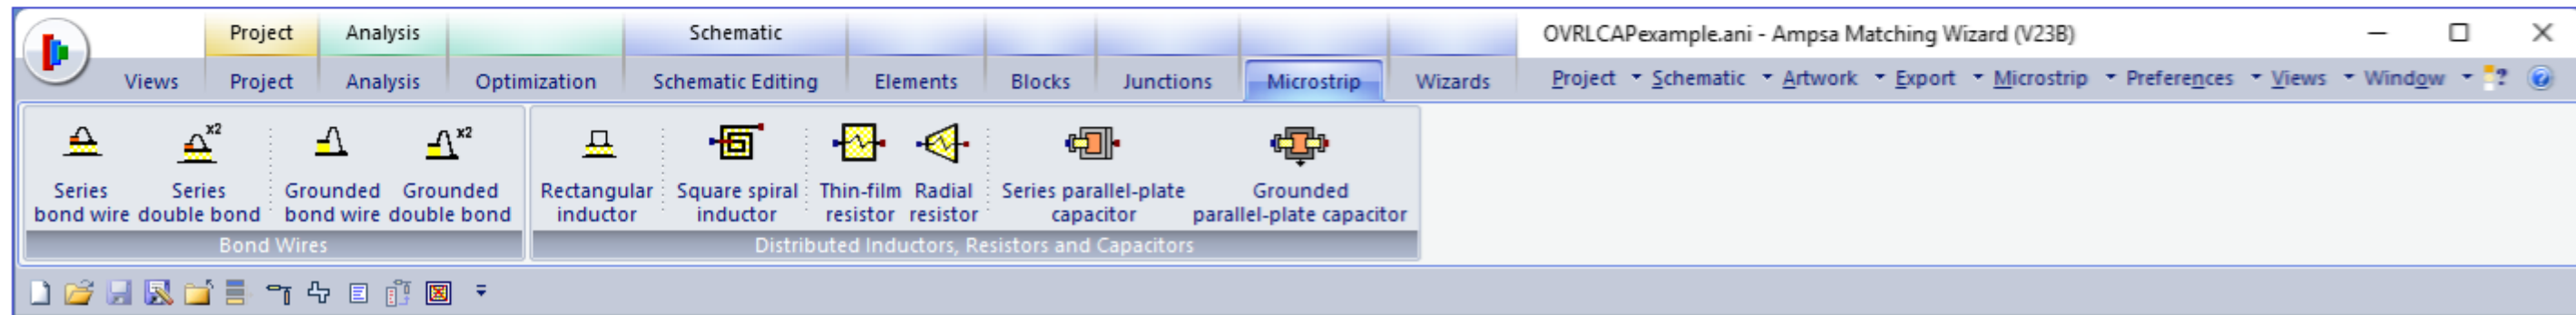 Project Analysis Schematic OVRLCAPexample.ani - Ampsa Matching Wizard (V23B)
Views Project Analysis Optimization Schematic Editing Elements Blocks Junctions Microstrip Wizards Project Schematic Artwork Export Microstrip Preferences Views Window ?
x2 x2
Series Series Grounded Grounded Rectangular Square spiral Thin-film Radial Series parallel-plate Grounded
bond wire double bond bond wire double bond inductor inductor resistor resistor capacitor parallel-plate capacitor
Bond Wires Distributed Inductors, Resistors and Capacitors